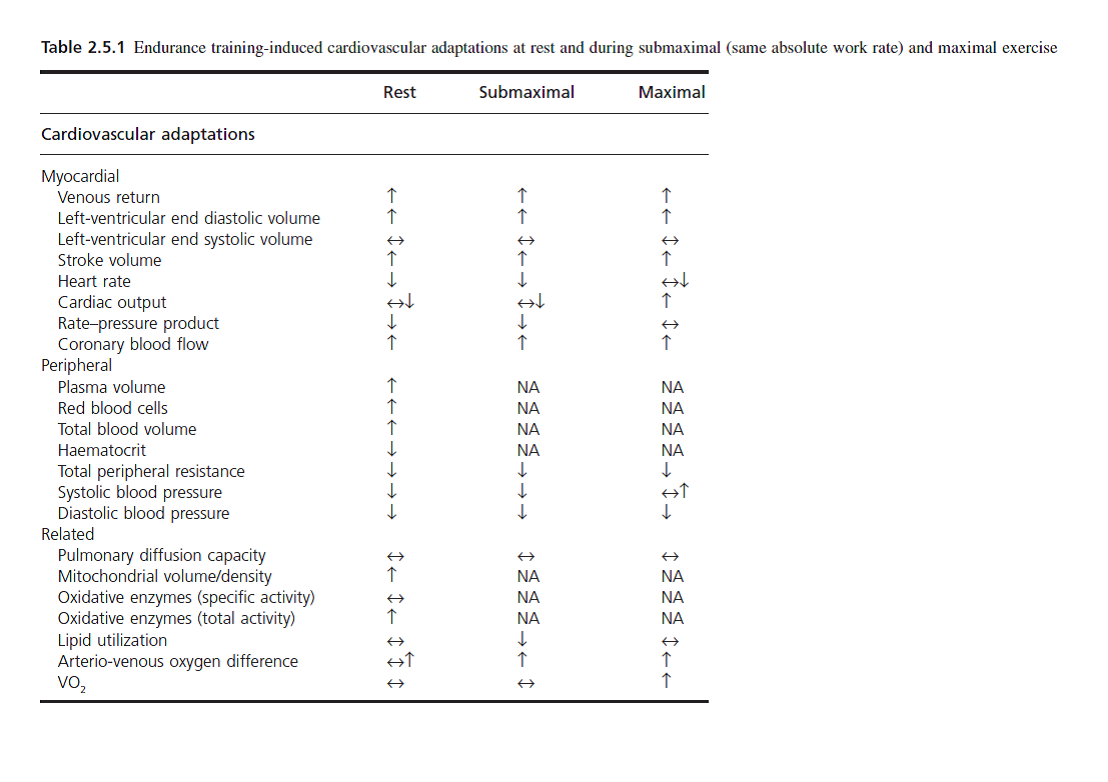 Table 2.5.1 Endurance training-induced cardiovascular adaptations at rest and during submaximal (same absolute work rate) and maximal exercise
Rest Submaximal Maximal
Cardiovascular adaptations
Myocardial
Venous return ↑ ↑ ↑
Left-ventricular end diastolic volume ↑ ↑ ↑
Left-ventricular end systolic volume ↔ ↔ ↔
Stroke volume ↑ ↑ ↑
Heart rate ↓ ↓ ↔↓
Cardiac output ↔↓ ↔↓ ↑
Rate–pressure product ↓ ↓ ↔
Coronary blood flow ↑ ↑ ↑
Peripheral
Plasma volume ↑ NA NA
Red blood cells ↑ NA NA
Total blood volume ↑ NA NA
Haematocrit ↓ NA NA
Total peripheral resistance ↓ ↓ ↓
Systolic blood pressure ↓ ↓ ↔↑
Diastolic blood pressure ↓ ↓ ↓
Related
Pulmonary diffusion capacity ↔ ↔ ↔
Mitochondrial volume/density ↑ NA NA
Oxidative enzymes (specific activity) ↔ NA NA
Oxidative enzymes (total activity) ↑ NA NA
Lipid utilization ↔ ↓ ↔
Arterio-venous oxygen difference ↔↑ ↑ ↑
VO₂ ↔ ↔ ↑